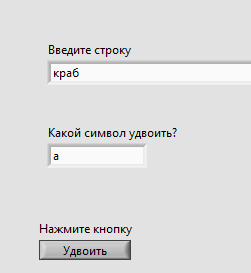 Введите строку
краб
Какой символ удвоить?
а
Нажмите кнопку
Удвоить